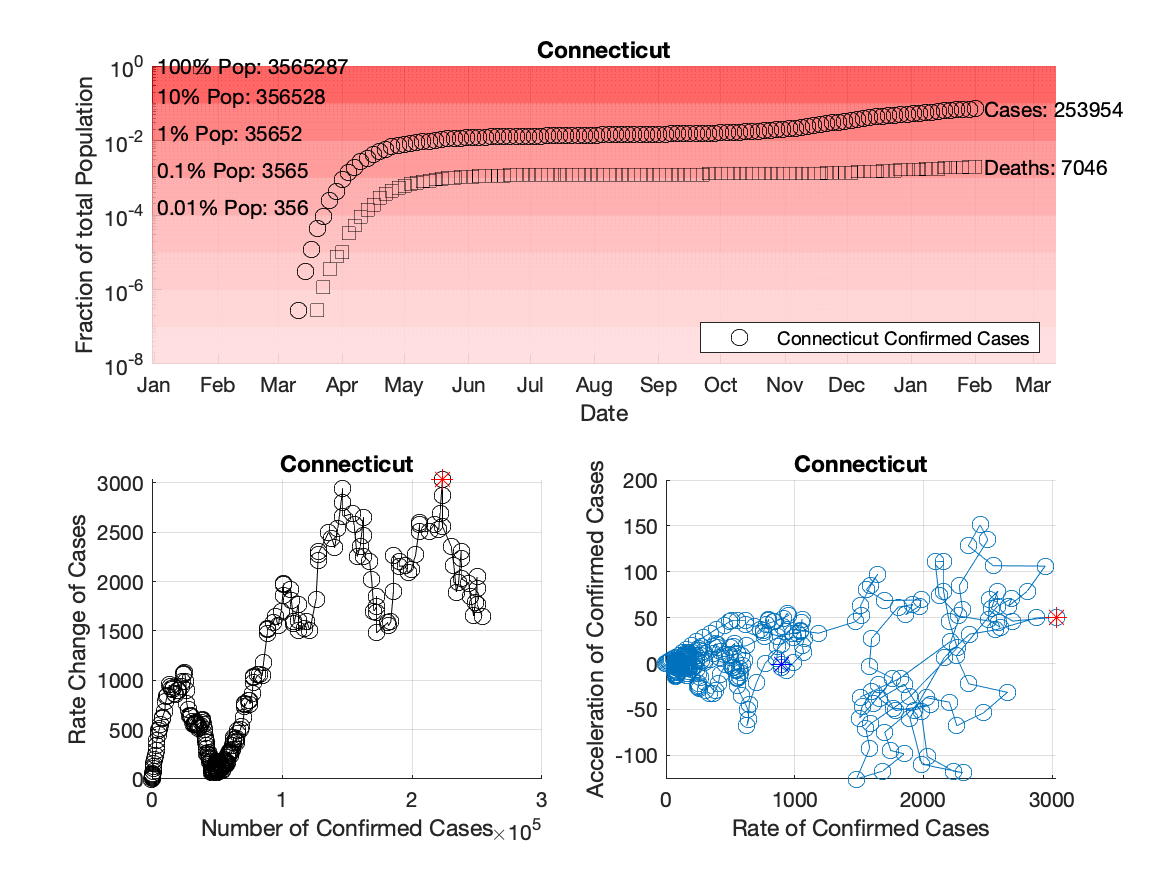 Connecticut
10^0
10^-2
10^-4
10^-6
10^-8
Fraction of total Population
100% Pop: 3565287
10% Pop: 356528
1% Pop: 35652
0.1% Pop: 3565
0.01% Pop: 356
Cases: 253954
Deaths: 7046
Connecticut Confirmed Cases
Jan Feb Mar Apr May Jun Jul Aug Sep Oct Nov Dec Jan Feb Mar
Date
Connecticut
3000
2500
2000
1500
1000
500
0
Rate Change of Cases
0 1 2 3
Number of Confirmed Cases ×10^5
Connecticut
200
150
100
50
0
-50
-100
Acceleration of Confirmed Cases
0 1000 2000 3000
Rate of Confirmed Cases